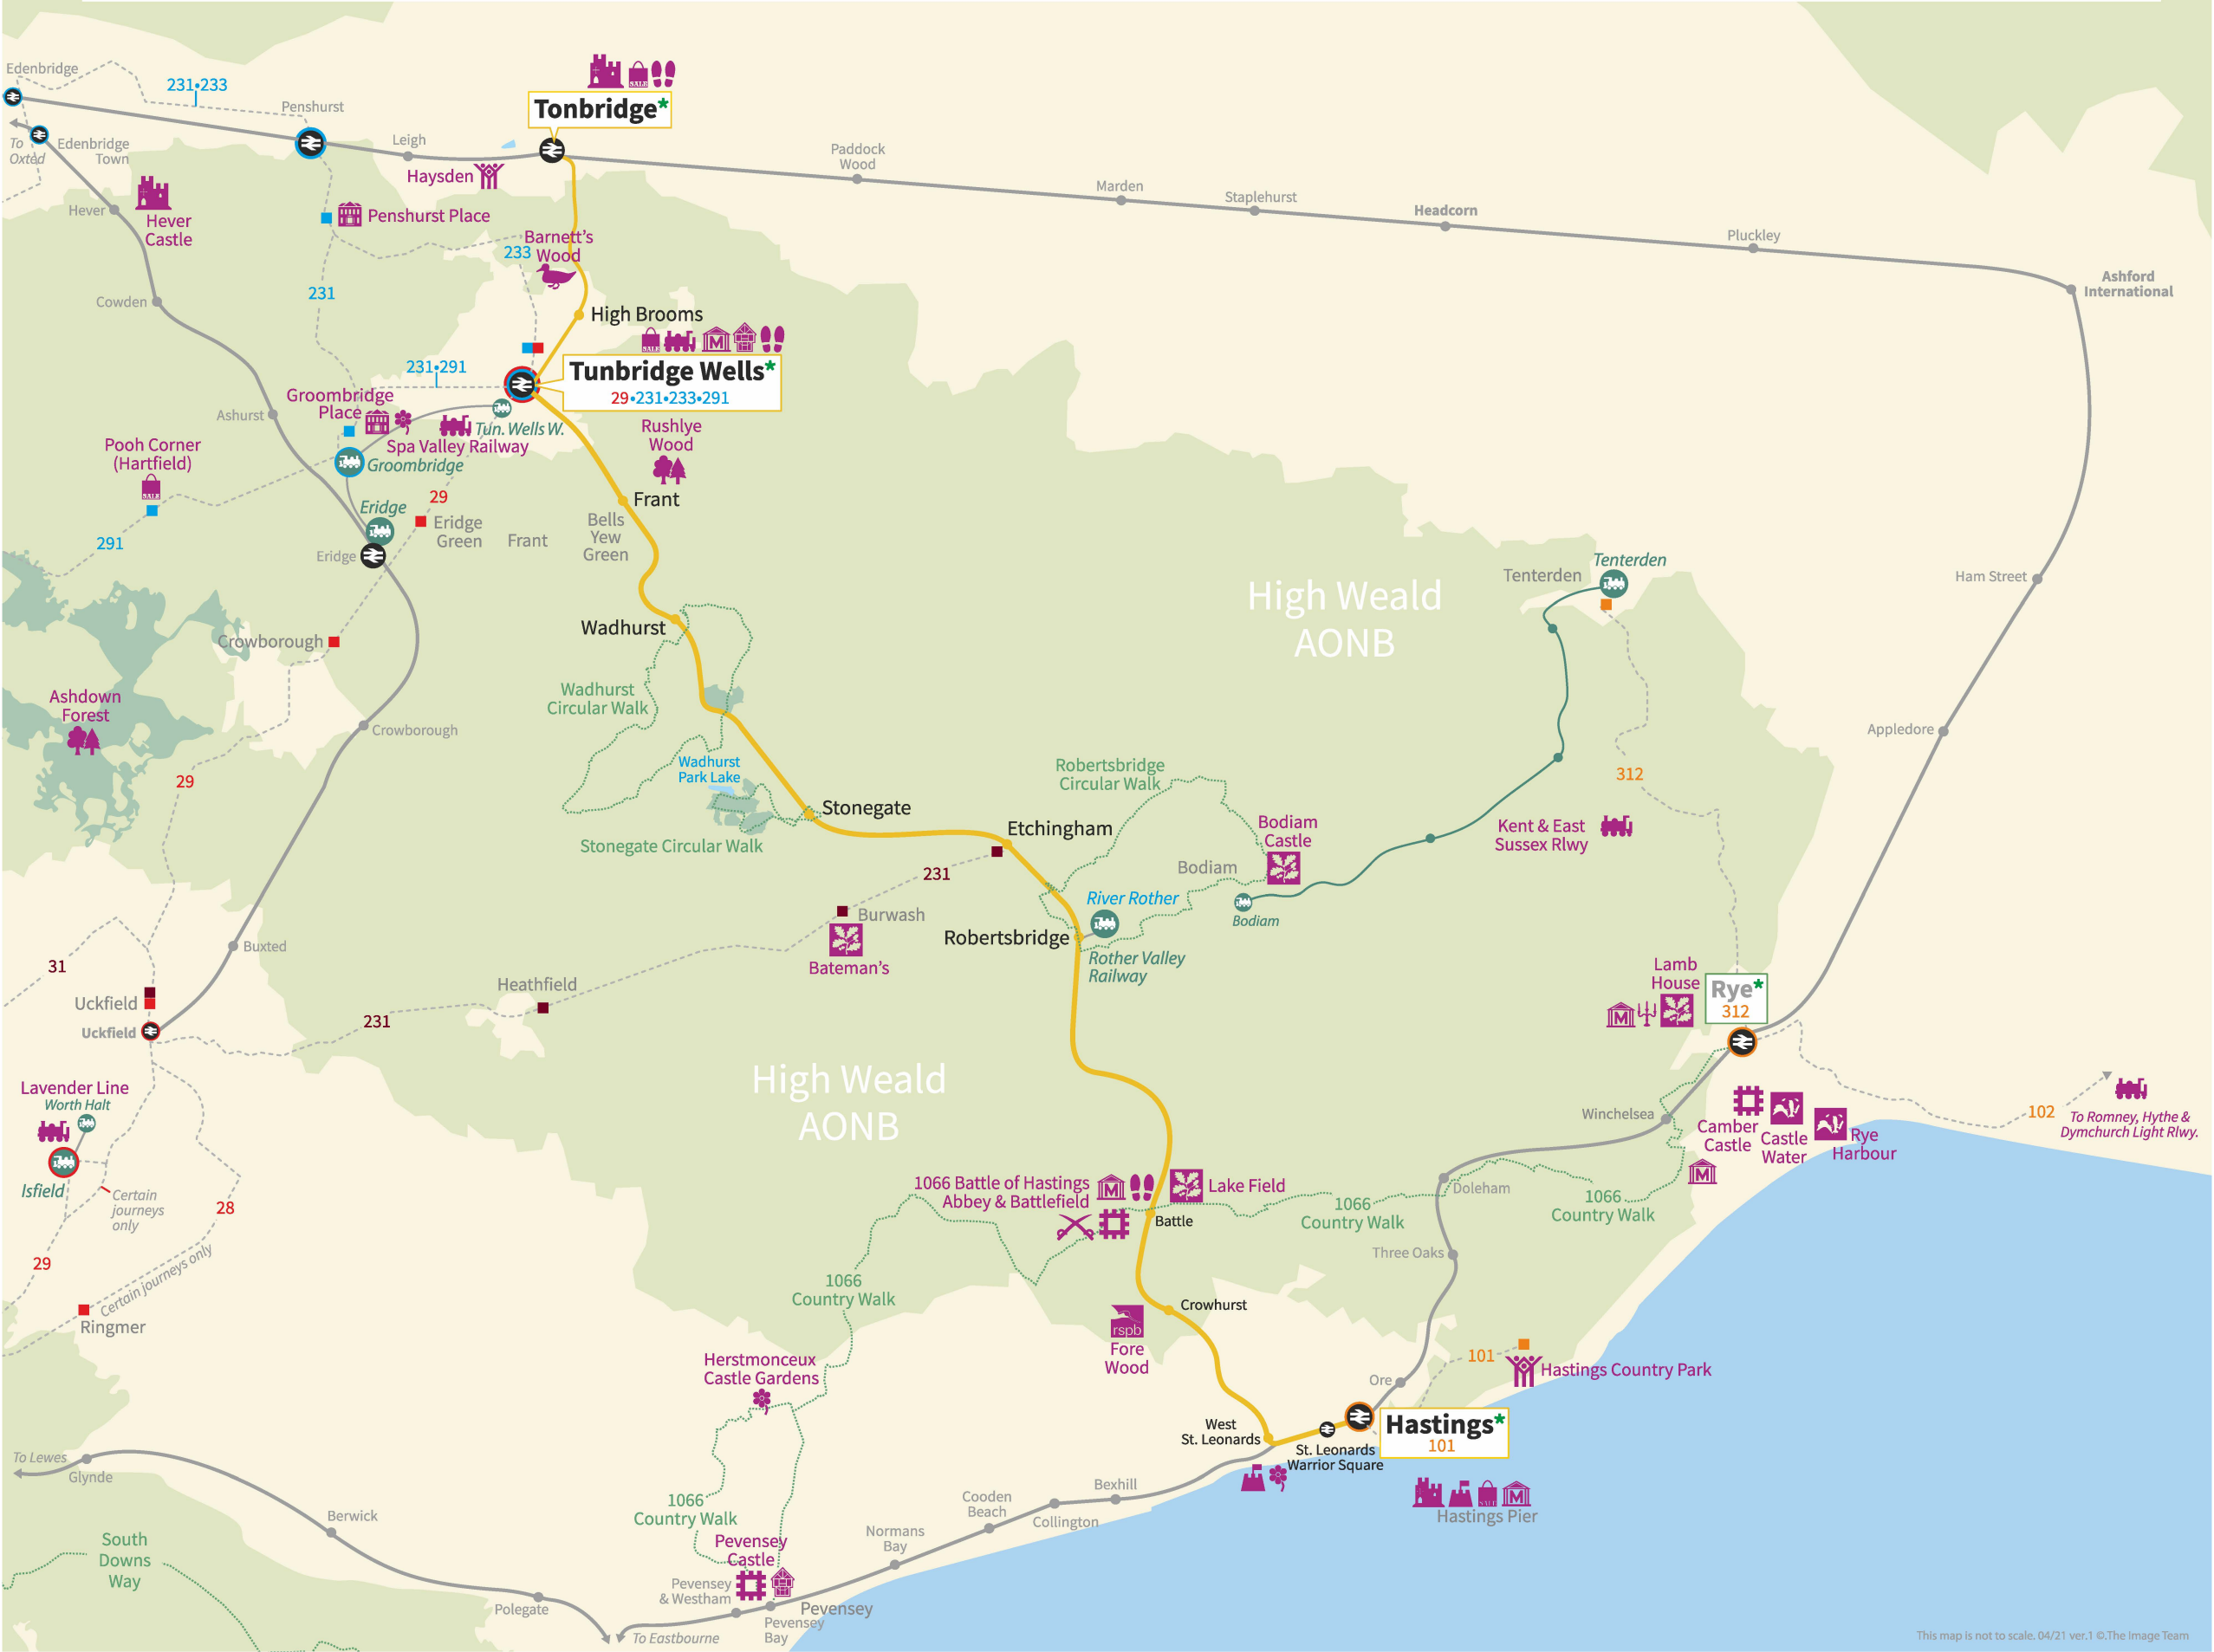 Edenbridge
231•233
Penshurst
Tonbridge*
Leigh
To
Oxted
Edenbridge
Town
Haysden
Paddock
Wood
Marden
Staplehurst
Headcorn
Pluckley
Ashford
International
Hever
Hever
Castle
Penshurst Place
Barnett's
Wood
233
231
Cowden
High Brooms
231•291
Tunbridge Wells*
29•231•233•291
Groombridge
Place
Ashurst
Tun. Wells W.
Rushlye
Wood
Spa Valley Railway
Groombridge
Pooh Corner
(Hartfield)
SALE
29
Frant
Eridge
Eridge
Green
Frant
Bells
Yew
Green
291
Eridge
Tenterden
Tenterden
Ham Street
High Weald
AONB
Wadhurst
Crowborough
Wadhurst
Circular Walk
Ashdown
Forest
Crowborough
Appledore
29
Wadhurst
Park Lake
Robertsbridge
Circular Walk
312
Stonegate
Etchingham
Bodiam
Castle
Kent & East
Sussex Rlwy
Stonegate Circular Walk
231
Bodiam
River Rother
Burwash
Bodiam
Robertsbridge
Buxted
31
Bateman's
Rother Valley
Railway
Heathfield
Lamb
House
Rye*
312
Uckfield
231
Uckfield
High Weald
AONB
Lavender Line
Worth Halt
Winchelsea
102
To Romney, Hythe &
Dymchurch Light Rlwy.
Camber
Castle
Castle
Water
Rye
Harbour
Isfield
Certain
journeys
only
28
1066 Battle of Hastings
Abbey & Battlefield
Lake Field
Doleham
1066
Country Walk
1066
Country Walk
Battle
Three Oaks
29
Certain journeys only
1066
Country Walk
Ringmer
Crowhurst
rspb
Fore
Wood
101
Hastings Country Park
Herstmonceux
Castle Gardens
Ore
West
St. Leonards
Hastings*
101
St. Leonards
Warrior Square
To Lewes
Glynde
Bexhill
Cooden
Beach
Collington
1066
Country Walk
Hastings Pier
Berwick
Normans
Bay
South
Downs
Way
Pevensey
Castle
Pevensey
& Westham
Polegate
Pevensey
Pevensey
Bay
To Eastbourne
This map is not to scale. 04/21 ver.1 ©.The Image Team